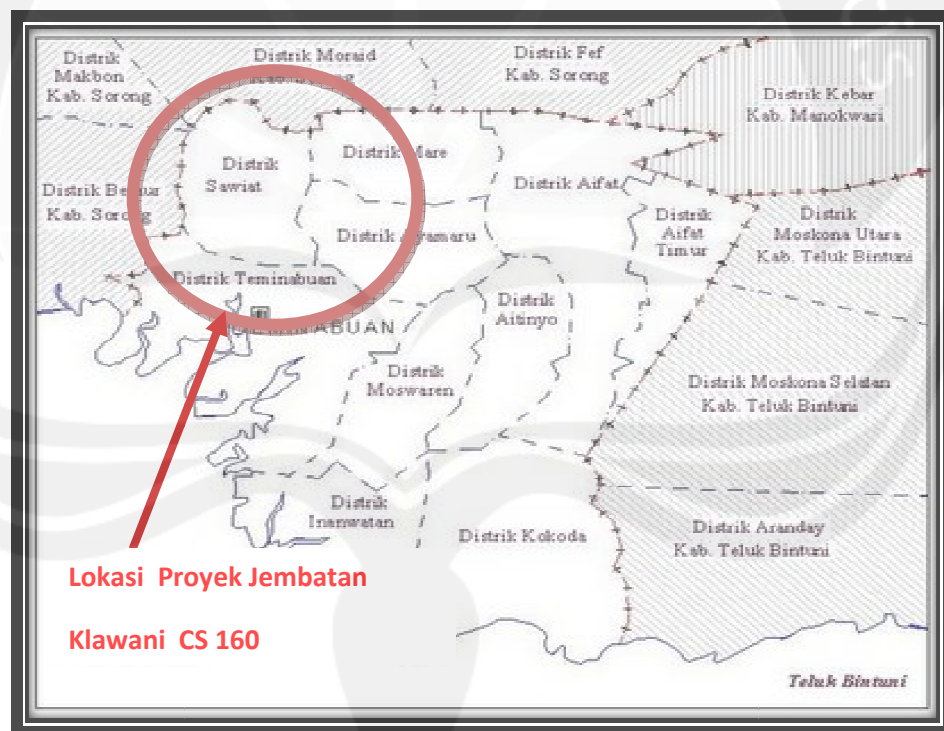 Distrik
Makbon
Kab. Sorong
Distrik Moraid
Distrik Fef
Kab. Sorong
Distrik Kebar
Kab. Manokwari
Distrik
Sawiat
Distrik Mare
Distrik Aifat
Distrik
Kab. Sorong
Distrik
Aifat
Timur
Distrik
Moskona Utara
Kab. Teluk Bintuni
Distrik
Distrik Teminabuan
Distrik
Aitinyo
Distrik
Moswaren
Distrik Moskona Selatan
Kab. Teluk Bintuni
Distrik
Inanwatan
Distrik Kokoda
Distrik Aranday
Kab. Teluk Bintuni
Lokasi Proyek Jembatan
Klawani CS 160
Teluk Bintuni